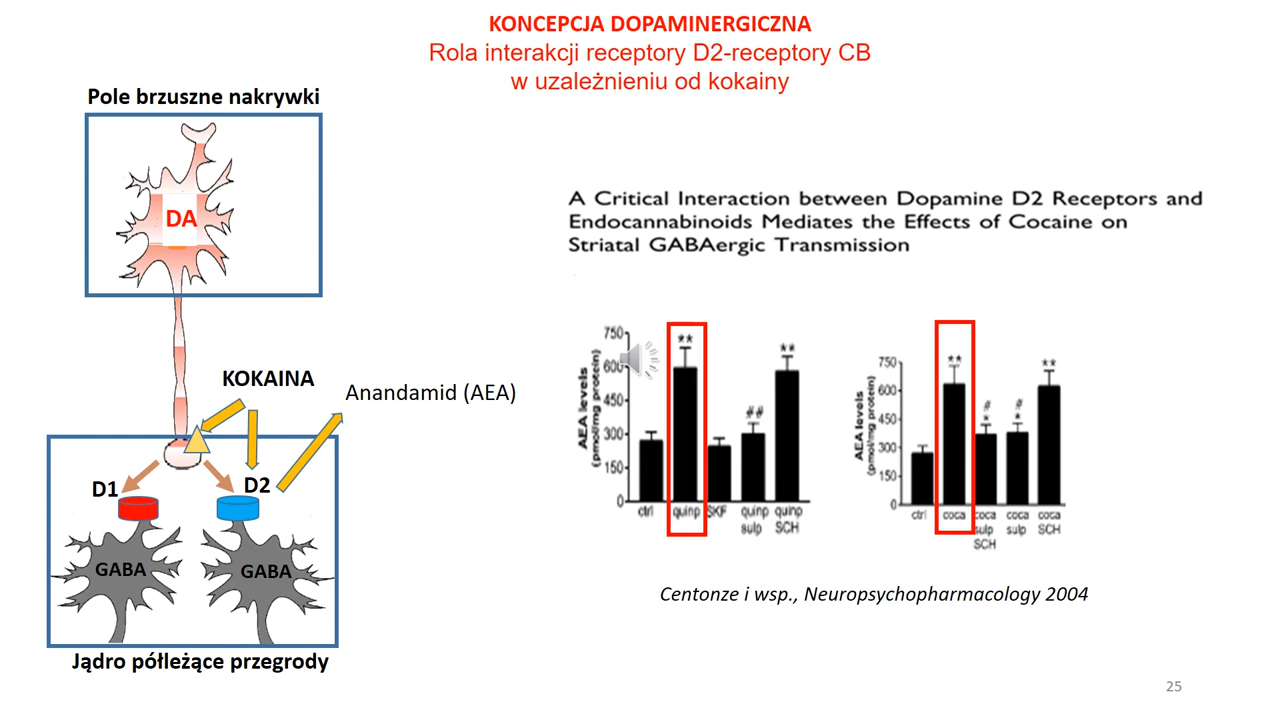 KONCEPCJA DOPAMINERGICZNA
Rola interakcji receptory D2-receptory CB
w uzależnieniu od kokainy
Pole brzuszne nakrywki
DA
KOKAINA
Anandamid (AEA)
D1
D2
GABA
GABA
Jądro półleżące przegrody
A Critical Interaction between Dopamine D2 Receptors and
Endocannabinoids Mediates the Effects of Cocaine on
Striatal GABAergic Transmission
AEA levels
(pmol/mg protein)
750
600
450
300
150
0
**
##
**
ctrl
quinp
SKF
quinp
sulp
quinp
SCH
AEA levels
(pmol/mg protein)
750
600
450
300
150
0
**
#
*
#
*
**
ctrl
coca
coca
sulp
SCH
coca
sulp
coca
SCH
Centonze i wsp., Neuropsychopharmacology 2004
25